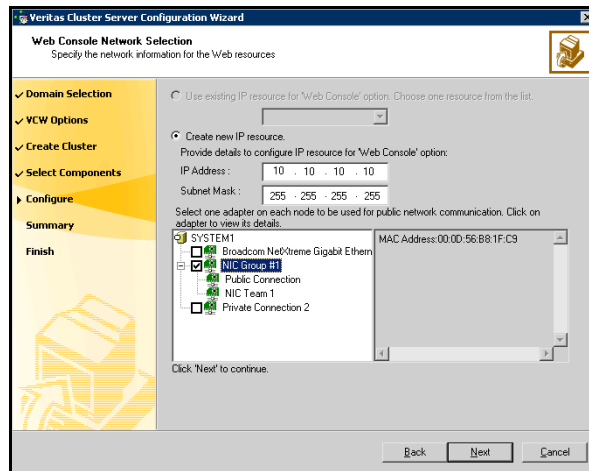 Veritas Cluster Server Configuration Wizard
Web Console Network Selection
Specify the network information for the Web resources
Domain Selection
VCW Options
Create Cluster
Select Components
Configure
Summary
Finish
Use existing IP resource for 'Web Console' option. Choose one resource from the list.
Create new IP resource.
Provide details to configure IP resource for 'Web Console' option:
IP Address : 10 . 10 . 10 . 10
Subnet Mask : 255 . 255 . 255 . 255
Select one adapter on each node to be used for public network communication. Click on
adapter to view its details.
SYSTEM1
Broadcom NetXtreme Gigabit Ethern
NIC Group #1
Public Connection
NIC Team 1
Private Connection 2
MAC Address:00:0D:56:B8:1F:C9
Click 'Next' to continue.
Back Next Cancel